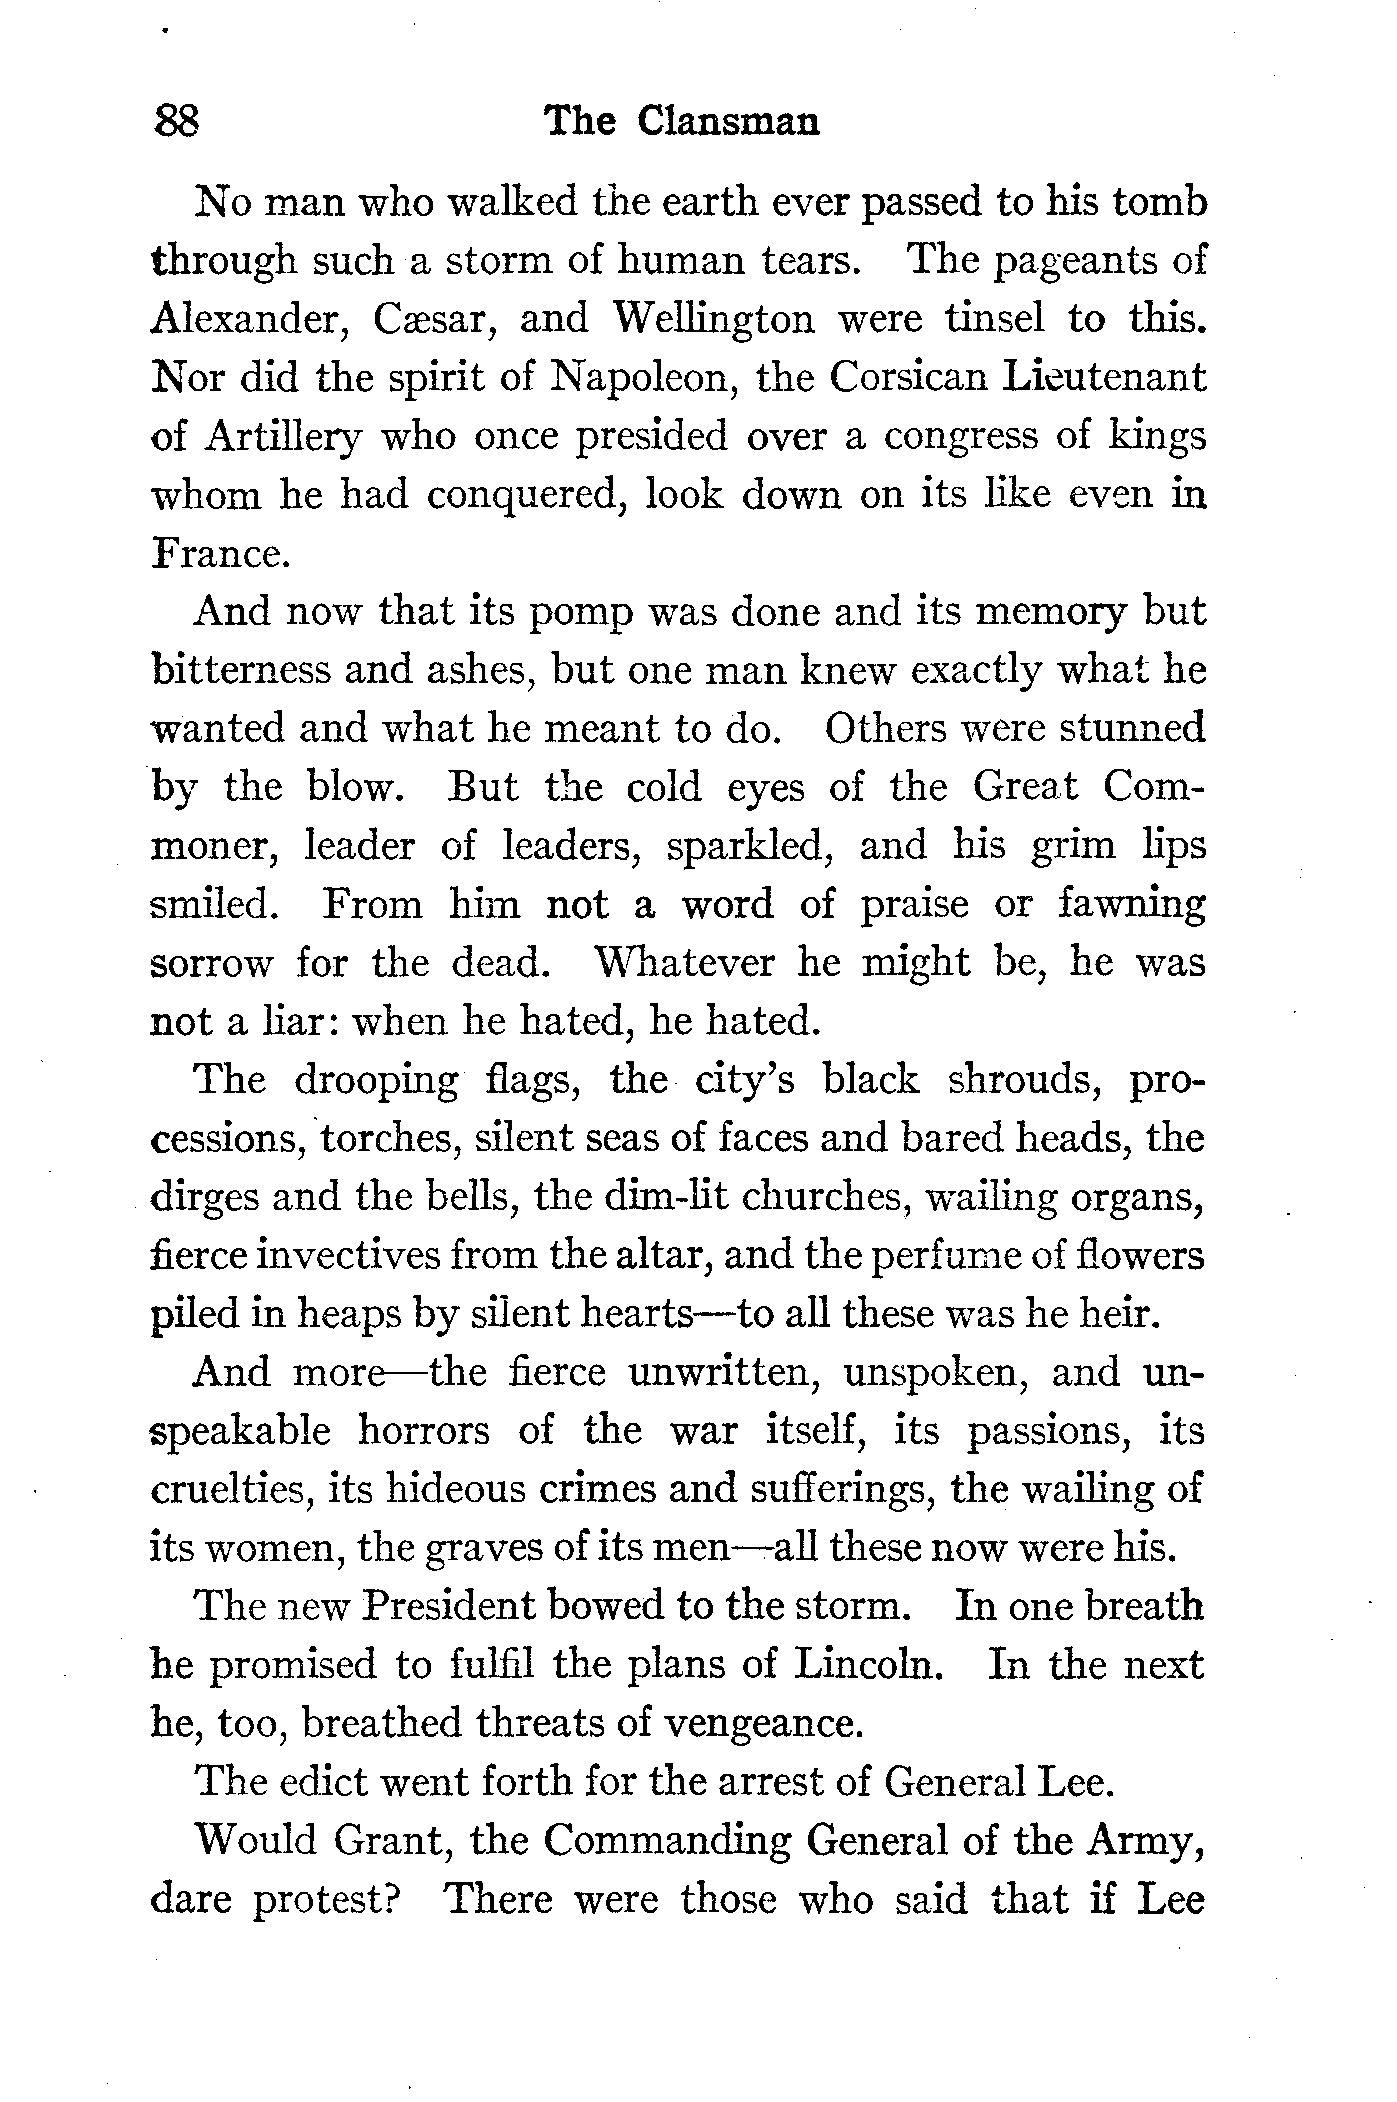 88 The Clansman
No man who walked the earth ever passed to his tomb
through such a storm of human tears. The pageants of
Alexander, Cæsar, and Wellington were tinsel to this.
Nor did the spirit of Napoleon, the Corsican Lieutenant
of Artillery who once presided over a congress of kings
whom he had conquered, look down on its like even in
France.
And now that its pomp was done and its memory but
bitterness and ashes, but one man knew exactly what he
wanted and what he meant to do. Others were stunned
by the blow. But the cold eyes of the Great Com-
moner, leader of leaders, sparkled, and his grim lips
smiled. From him not a word of praise or fawning
sorrow for the dead. Whatever he might be, he was
not a liar: when he hated, he hated.
The drooping flags, the city's black shrouds, pro-
cessions, torches, silent seas of faces and bared heads, the
dirges and the bells, the dim-lit churches, wailing organs,
fierce invectives from the altar, and the perfume of flowers
piled in heaps by silent hearts—to all these was he heir.
And more—the fierce unwritten, unspoken, and un-
speakable horrors of the war itself, its passions, its
cruelties, its hideous crimes and sufferings, the wailing of
its women, the graves of its men—all these now were his.
The new President bowed to the storm. In one breath
he promised to fulfil the plans of Lincoln. In the next
he, too, breathed threats of vengeance.
The edict went forth for the arrest of General Lee.
Would Grant, the Commanding General of the Army,
dare protest? There were those who said that if Lee